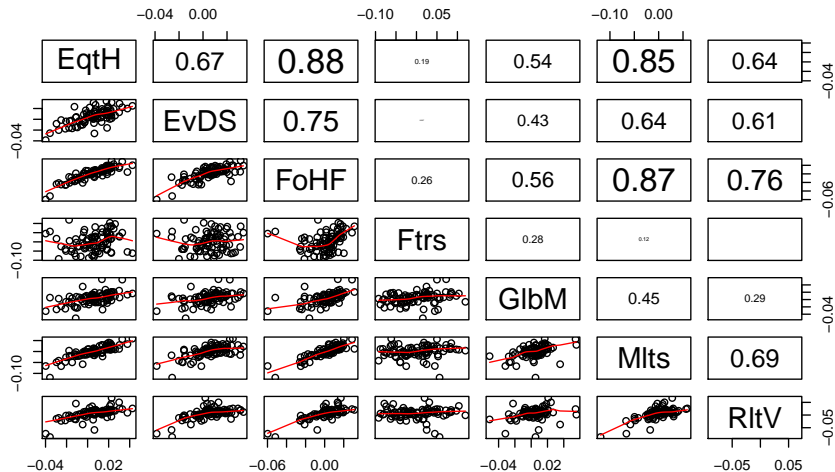 −0.04 0.00 −0.10 0.05 −0.10 0.00
EqtH 0.67 0.88 0.19 0.54 0.85 0.64 −0.04
−0.04 EvDS 0.75 0.43 0.64 0.61
FoHF 0.26 0.56 0.87 0.76 −0.06
−0.10 Ftrs 0.28 0.12
GlbM 0.45 0.29 −0.04
−0.10 Mlts 0.69
RltV −0.05
−0.04 0.02 −0.06 0.00 −0.04 0.02 −0.05 0.05